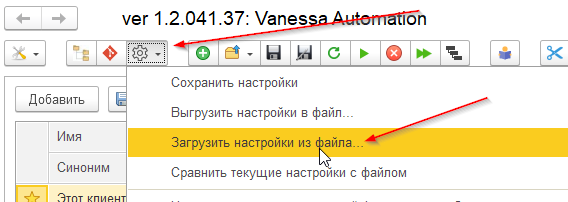 ver 1.2.041.37: Vanessa Automation
Добавить
Сохранить настройки
Выгрузить настройки в файл...
Загрузить настройки из файла...
Сравнить текущие настройки с файлом
Имя
Синоним
Этот клиент